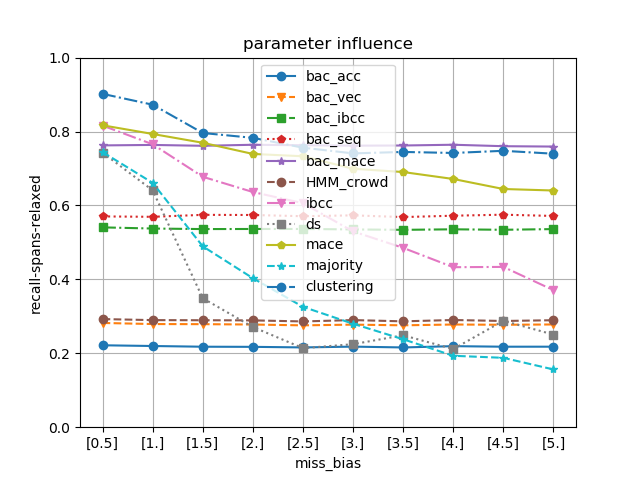 parameter influence
recall-spans-relaxed
1.0
0.8
0.6
0.4
0.2
0.0
bac_acc
bac_vec
bac_ibcc
bac_seq
bac_mace
HMM_crowd
ibcc
ds
mace
majority
clustering
[0.5] [1.] [1.5] [2.] [2.5] [3.] [3.5] [4.] [4.5] [5.]
miss_bias